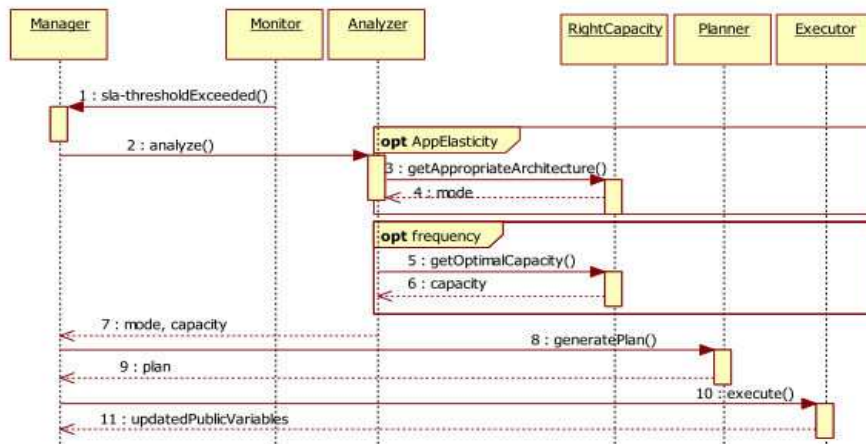 Manager
Monitor
Analyzer
RightCapacity
Planner
Executor
1 : sla-thresholdExceeded()
opt AppElasticity
2 : analyze()
3 : getAppropriateArchitecture()
4 : mode
opt frequency
5 : getOptimalCapacity()
6 : capacity
7 : mode, capacity
8 : generatePlan()
9 : plan
10 : execute()
11 : updatedPublicVariables